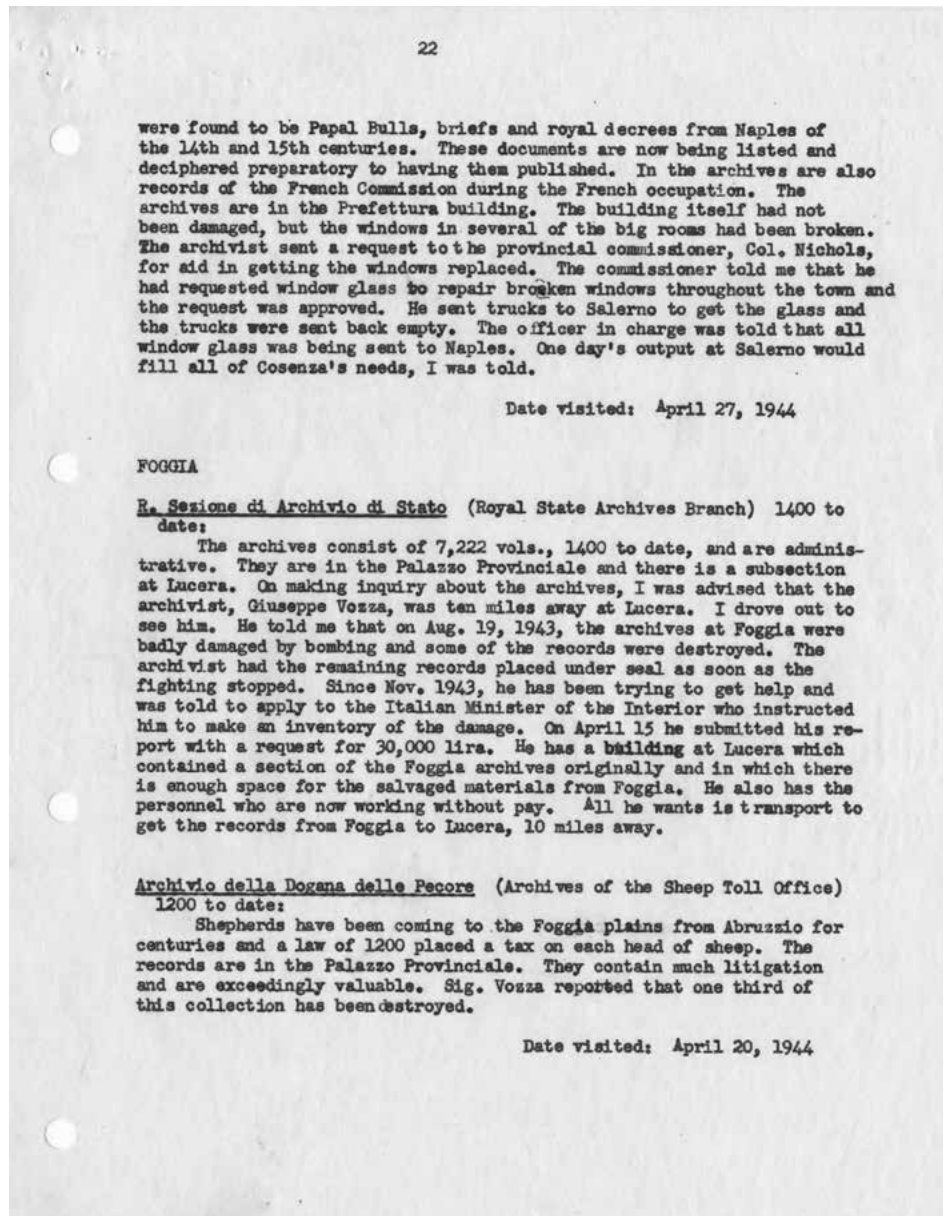 22
were found to be Papal Bulls, briefs and royal decrees from Naples of
the 14th and 15th centuries. These documents are now being listed and
deciphered preparatory to having them published. In the archives are also
records of the French Commission during the French occupation. The
archives are in the Prefettura building. The building itself had not
been damaged, but the windows in several of the big rooms had been broken.
The archivist sent a request to the provincial commissioner, Col. Nichols,
for aid in getting the windows replaced. The commissioner told me that he
had requested window glass to repair broken windows throughout the town and
the request was approved. He sent trucks to Salerno to get the glass and
the trucks were sent back empty. The officer in charge was told that all
window glass was being sent to Naples. One day's output at Salerno would
fill all of Cosenza's needs, I was told.
Date visited: April 27, 1944
FOGGIA
R. Sezione di Archivio di Stato (Royal State Archives Branch) 1400 to
date:
The archives consist of 7,222 vols., 1400 to date, and are adminis-
trative. They are in the Palazzo Provinciale and there is a subsection
at Lucera. On making inquiry about the archives, I was advised that the
archivist, Giuseppe Vozza, was ten miles away at Lucera. I drove out to
see him. He told me that on Aug. 19, 1943, the archives at Foggia were
badly damaged by bombing and some of the records were destroyed. The
archivist had the remaining records placed under seal as soon as the
fighting stopped. Since Nov. 1943, he has been trying to get help and
was told to apply to the Italian Minister of the Interior who instructed
him to make an inventory of the damage. On April 15 he submitted his re-
port with a request for 30,000 lira. He has a building at Lucera which
contained a section of the Foggia archives originally and in which there
is enough space for the salvaged materials from Foggia. He also has the
personnel who are now working without pay. All he wants is transport to
get the records from Foggia to Lucera, 10 miles away.
Archivio della Dogana delle Pecore (Archives of the Sheep Toll Office)
1200 to date:
Shepherds have been coming to the Foggia plains from Abruzzio for
centuries and a law of 1200 placed a tax on each head of sheep. The
records are in the Palazzo Provinciale. They contain much litigation
and are exceedingly valuable. Sig. Vozza reported that one third of
this collection has been destroyed.
Date visited: April 20, 1944